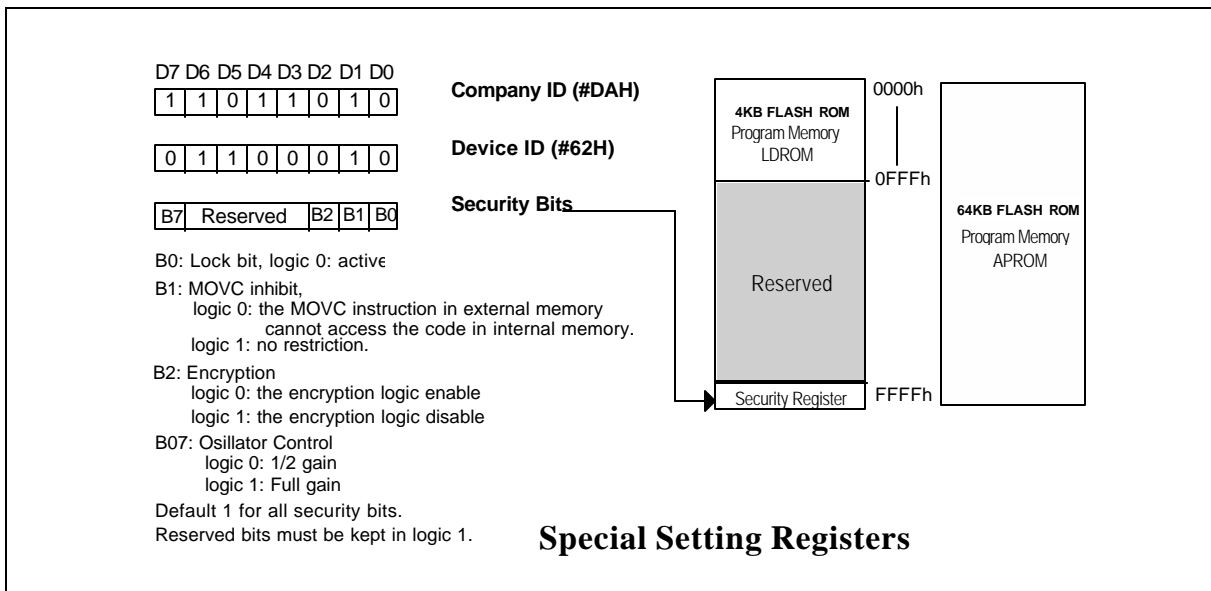 D7 D6 D5 D4 D3 D2 D1 D0
1 1 0 1 1 0 1 0
Company ID (#DAH)
0 1 1 0 0 0 1 0
Device ID (#62H)
B7 Reserved B2 B1 B0
Security Bits
B0: Lock bit, logic 0: active
B1: MOVC inhibit,
logic 0: the MOVC instruction in external memory
cannot access the code in internal memory.
logic 1: no restriction.
B2: Encryption
logic 0: the encryption logic enable
logic 1: the encryption logic disable
B07: Osillator Control
logic 0: 1/2 gain
logic 1: Full gain
Default 1 for all security bits.
Reserved bits must be kept in logic 1.
4KB FLASH ROM
Program Memory
LDROM
Reserved
Security Register
0000h
0FFFh
FFFFh
64KB FLASH ROM
Program Memory
APROM
Special Setting Registers